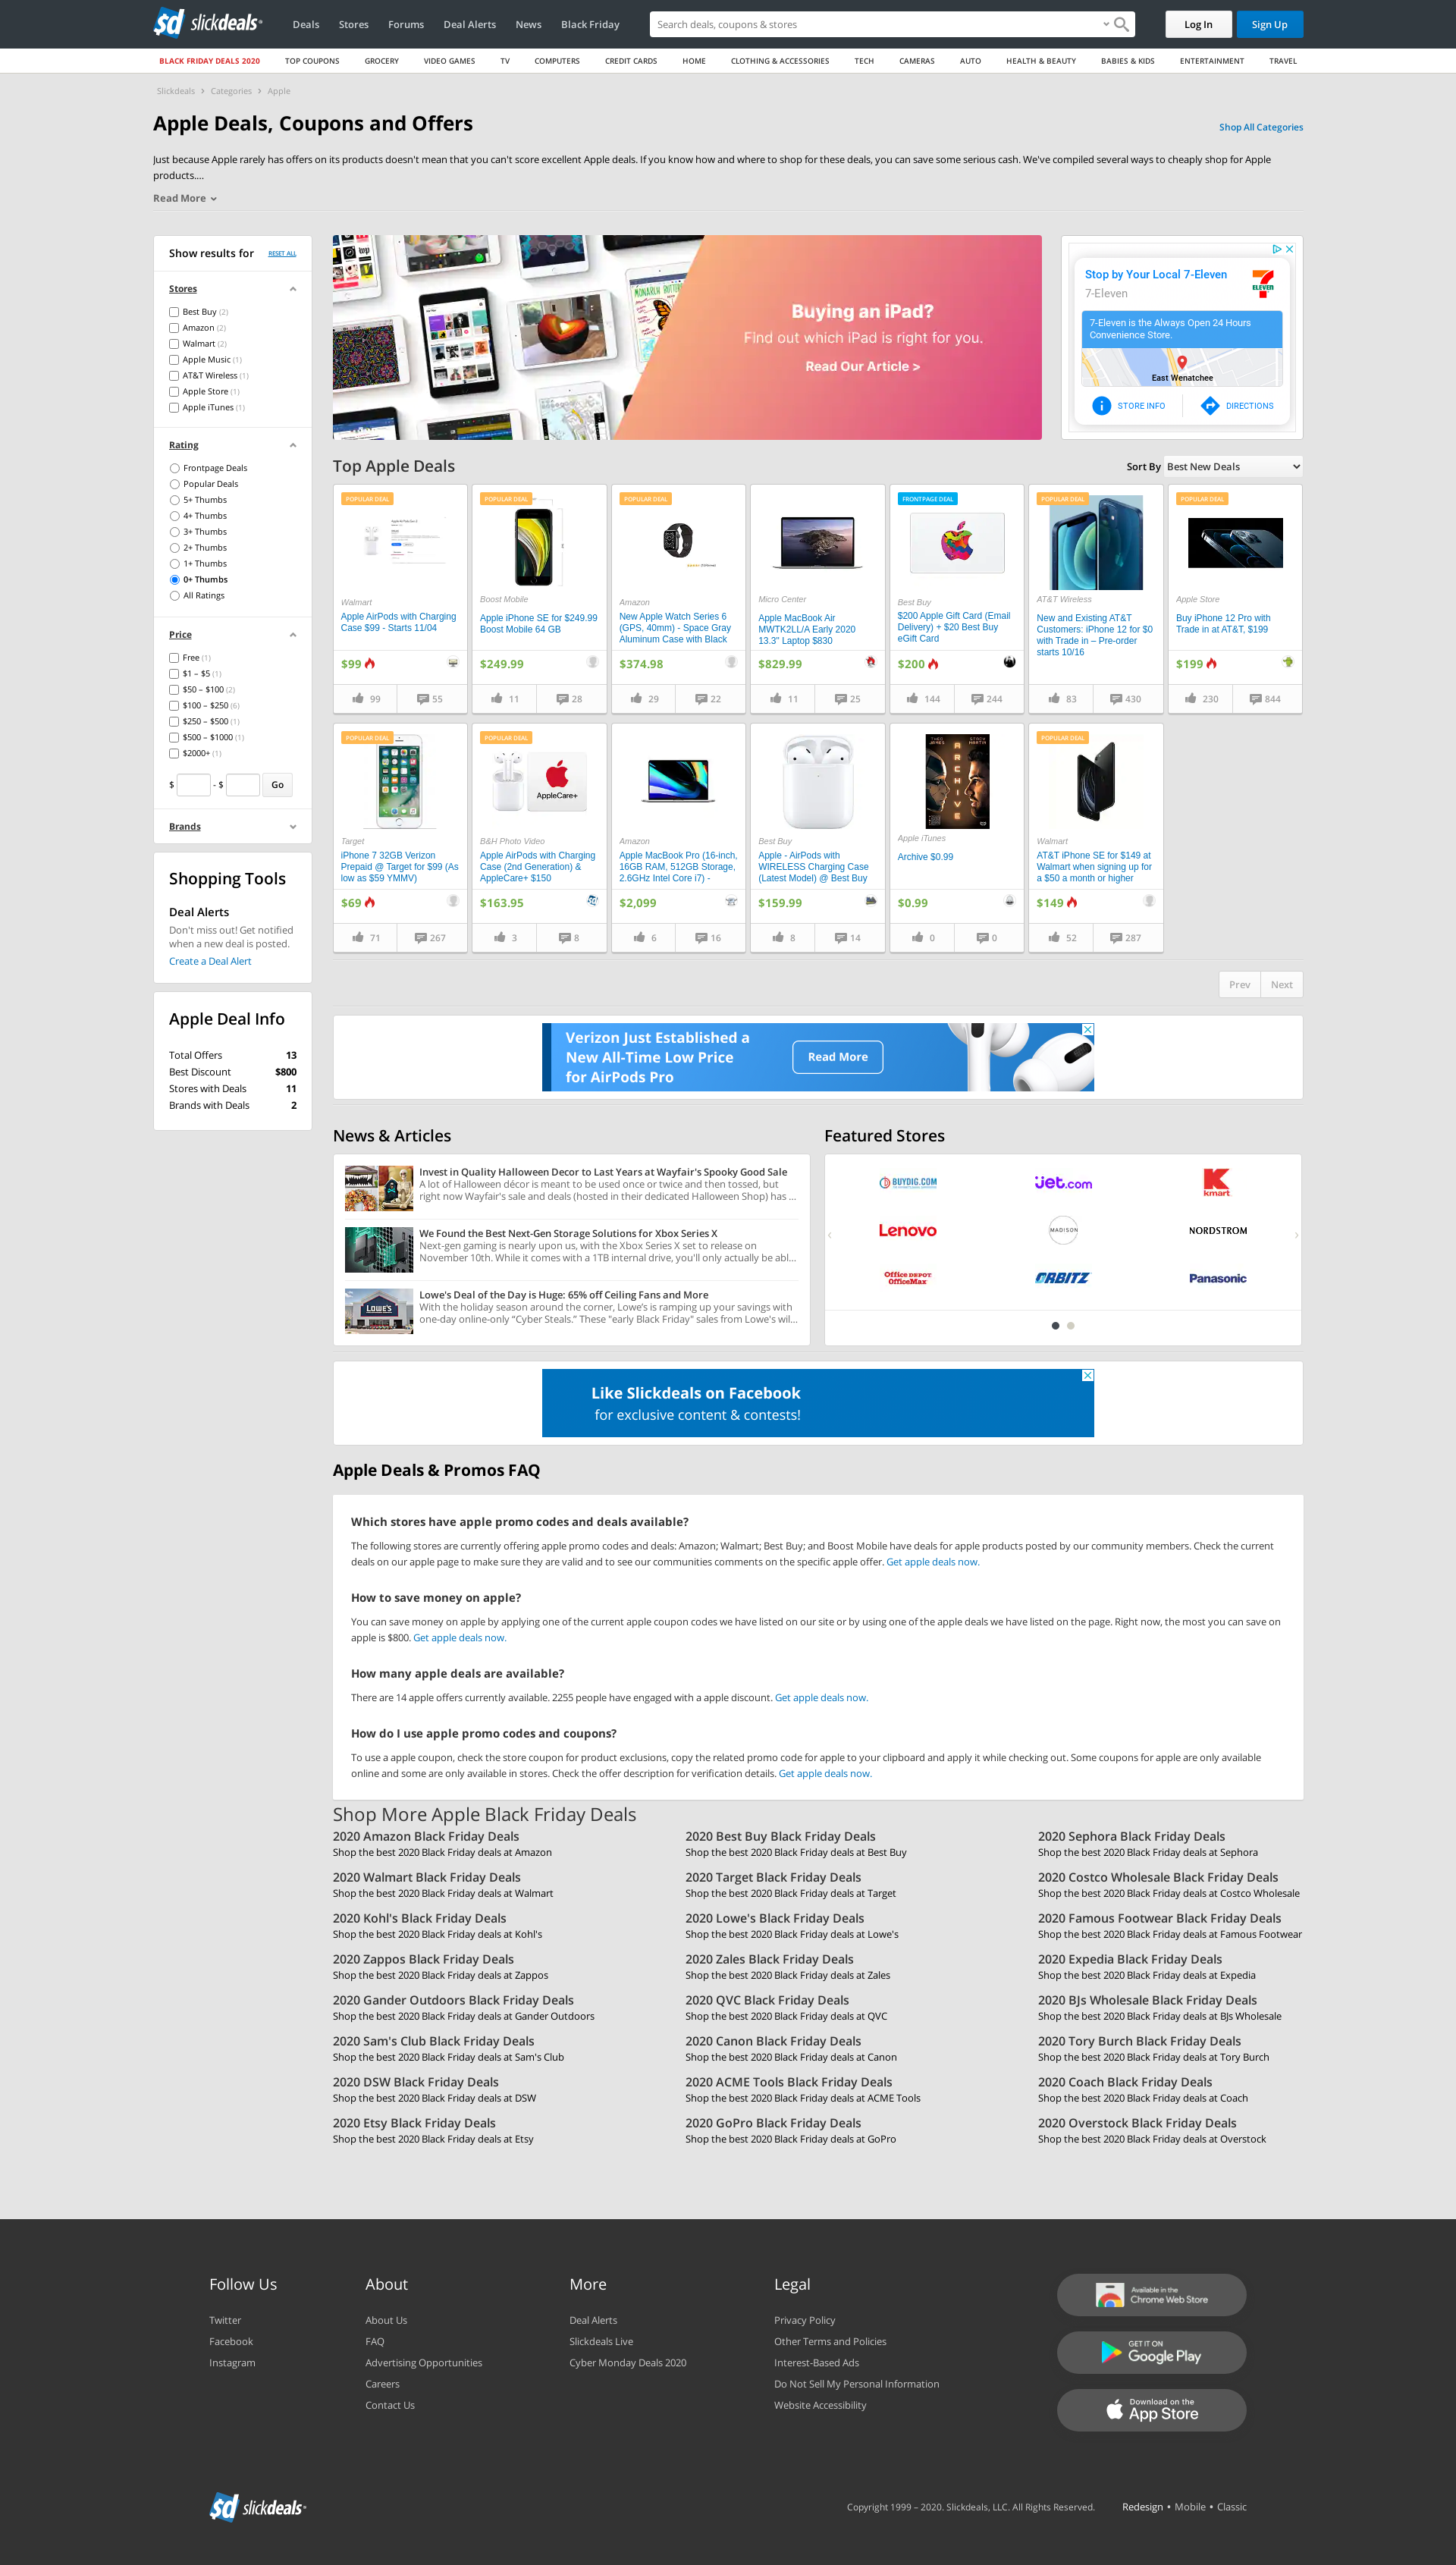 sd slickdeals
Deals Stores Forums Deal Alerts News Black Friday
Search deals, coupons & stores
Log In Sign Up
BLACK FRIDAY DEALS 2020 TOP COUPONS GROCERY VIDEO GAMES TV COMPUTERS CREDIT CARDS HOME CLOTHING & ACCESSORIES TECH CAMERAS AUTO HEALTH & BEAUTY BABIES & KIDS ENTERTAINMENT TRAVEL
Slickdeals › Categories › Apple
Apple Deals, Coupons and Offers
Shop All Categories
Just because Apple rarely has offers on its products doesn't mean that you can't score excellent Apple deals. If you know how and where to shop for these deals, you can save some serious cash. We've compiled several ways to cheaply shop for Apple
products....
Read More
Show results for RESET ALL
Stores
Best Buy (2)
Amazon (2)
Walmart (2)
Apple Music (1)
AT&T Wireless (1)
Apple Store (1)
Apple iTunes (1)
Rating
Frontpage Deals
Popular Deals
5+ Thumbs
4+ Thumbs
3+ Thumbs
2+ Thumbs
1+ Thumbs
0+ Thumbs
All Ratings
Price
Free (1)
$1 – $5 (1)
$50 – $100 (2)
$100 – $250 (6)
$250 – $500 (1)
$500 – $1000 (1)
$2000+ (1)
$ - $ Go
Brands
Shopping Tools
Deal Alerts
Don't miss out! Get notified
when a new deal is posted.
Create a Deal Alert
Apple Deal Info
Total Offers 13
Best Discount $800
Stores with Deals 11
Brands with Deals 2
Buying an iPad?
Find out which iPad is right for you.
Read Our Article >
Stop by Your Local 7-Eleven
7-Eleven
ELEVEN
7-Eleven is the Always Open 24 Hours
Convenience Store.
East Wenatchee
STORE INFO DIRECTIONS
Top Apple Deals
Sort By Best New Deals
POPULAR DEAL
Walmart
Apple AirPods with Charging
Case $99 - Starts 11/04
$99
99 55
POPULAR DEAL
Boost Mobile
Apple iPhone SE for $249.99
Boost Mobile 64 GB
$249.99
11 28
POPULAR DEAL
Amazon
New Apple Watch Series 6
(GPS, 40mm) - Space Gray
Aluminum Case with Black
$374.98
29 22
Micro Center
Apple MacBook Air
MWTK2LL/A Early 2020
13.3" Laptop $830
$829.99
11 25
FRONTPAGE DEAL
Best Buy
$200 Apple Gift Card (Email
Delivery) + $20 Best Buy
eGift Card
$200
144 244
POPULAR DEAL
AT&T Wireless
New and Existing AT&T
Customers: iPhone 12 for $0
with Trade in – Pre-order
starts 10/16
83 430
POPULAR DEAL
Apple Store
Buy iPhone 12 Pro with
Trade in at AT&T, $199
$199
230 844
POPULAR DEAL
Target
iPhone 7 32GB Verizon
Prepaid @ Target for $99 (As
low as $59 YMMV)
$69
71 267
POPULAR DEAL
AppleCare+
B&H Photo Video
Apple AirPods with Charging
Case (2nd Generation) &
AppleCare+ $150
$163.95
3 8
Amazon
Apple MacBook Pro (16-inch,
16GB RAM, 512GB Storage,
2.6GHz Intel Core i7) -
$2,099
6 16
Best Buy
Apple - AirPods with
WIRELESS Charging Case
(Latest Model) @ Best Buy
$159.99
8 14
THEO JAMES STACY MARTIN
ARCHIVE
Apple iTunes
Archive $0.99
$0.99
0 0
POPULAR DEAL
Walmart
AT&T iPhone SE for $149 at
Walmart when signing up for
a $50 a month or higher
$149
52 287
Prev Next
Verizon Just Established a
New All-Time Low Price
for AirPods Pro
Read More
News & Articles
Invest in Quality Halloween Decor to Last Years at Wayfair's Spooky Good Sale
A lot of Halloween décor is meant to be used once or twice and then tossed, but
right now Wayfair's sale and deals (hosted in their dedicated Halloween Shop) has ...
We Found the Best Next-Gen Storage Solutions for Xbox Series X
Next-gen gaming is nearly upon us, with the Xbox Series X set to release on
November 10th. While it comes with a 1TB internal drive, you'll only actually be abl...
LOWE'S
Lowe's Deal of the Day is Huge: 65% off Ceiling Fans and More
With the holiday season around the corner, Lowe's is ramping up your savings with
one-day online-only “Cyber Steals.” These "early Black Friday" sales from Lowe's wil...
Featured Stores
BUYDIG.COM Jet.com kmart
Lenovo MADISON NORDSTROM
Office DEPOT OfficeMax ORBITZ Panasonic
Like Slickdeals on Facebook
for exclusive content & contests!
Apple Deals & Promos FAQ
Which stores have apple promo codes and deals available?
The following stores are currently offering apple promo codes and deals: Amazon; Walmart; Best Buy; and Boost Mobile have deals for apple products posted by our community members. Check the current
deals on our apple page to make sure they are valid and to see our communities comments on the specific apple offer. Get apple deals now.
How to save money on apple?
You can save money on apple by applying one of the current apple coupon codes we have listed on our site or by using one of the apple deals we have listed on the page. Right now, the most you can save on
apple is $800. Get apple deals now.
How many apple deals are available?
There are 14 apple offers currently available. 2255 people have engaged with a apple discount. Get apple deals now.
How do I use apple promo codes and coupons?
To use a apple coupon, check the store coupon for product exclusions, copy the related promo code for apple to your clipboard and apply it while checking out. Some coupons for apple are only available
online and some are only available in stores. Check the offer description for verification details. Get apple deals now.
Shop More Apple Black Friday Deals
2020 Amazon Black Friday Deals 2020 Best Buy Black Friday Deals 2020 Sephora Black Friday Deals
Shop the best 2020 Black Friday deals at Amazon Shop the best 2020 Black Friday deals at Best Buy Shop the best 2020 Black Friday deals at Sephora
2020 Walmart Black Friday Deals 2020 Target Black Friday Deals 2020 Costco Wholesale Black Friday Deals
Shop the best 2020 Black Friday deals at Walmart Shop the best 2020 Black Friday deals at Target Shop the best 2020 Black Friday deals at Costco Wholesale
2020 Kohl's Black Friday Deals 2020 Lowe's Black Friday Deals 2020 Famous Footwear Black Friday Deals
Shop the best 2020 Black Friday deals at Kohl's Shop the best 2020 Black Friday deals at Lowe's Shop the best 2020 Black Friday deals at Famous Footwear
2020 Zappos Black Friday Deals 2020 Zales Black Friday Deals 2020 Expedia Black Friday Deals
Shop the best 2020 Black Friday deals at Zappos Shop the best 2020 Black Friday deals at Zales Shop the best 2020 Black Friday deals at Expedia
2020 Gander Outdoors Black Friday Deals 2020 QVC Black Friday Deals 2020 BJs Wholesale Black Friday Deals
Shop the best 2020 Black Friday deals at Gander Outdoors Shop the best 2020 Black Friday deals at QVC Shop the best 2020 Black Friday deals at BJs Wholesale
2020 Sam's Club Black Friday Deals 2020 Canon Black Friday Deals 2020 Tory Burch Black Friday Deals
Shop the best 2020 Black Friday deals at Sam's Club Shop the best 2020 Black Friday deals at Canon Shop the best 2020 Black Friday deals at Tory Burch
2020 DSW Black Friday Deals 2020 ACME Tools Black Friday Deals 2020 Coach Black Friday Deals
Shop the best 2020 Black Friday deals at DSW Shop the best 2020 Black Friday deals at ACME Tools Shop the best 2020 Black Friday deals at Coach
2020 Etsy Black Friday Deals 2020 GoPro Black Friday Deals 2020 Overstock Black Friday Deals
Shop the best 2020 Black Friday deals at Etsy Shop the best 2020 Black Friday deals at GoPro Shop the best 2020 Black Friday deals at Overstock
Follow Us
Twitter
Facebook
Instagram
About
About Us
FAQ
Advertising Opportunities
Careers
Contact Us
More
Deal Alerts
Slickdeals Live
Cyber Monday Deals 2020
Legal
Privacy Policy
Other Terms and Policies
Interest-Based Ads
Do Not Sell My Personal Information
Website Accessibility
Available in the
Chrome Web Store
GET IT ON
Google Play
Download on the
App Store
sd slickdeals
Copyright 1999 – 2020. Slickdeals, LLC. All Rights Reserved. Redesign • Mobile • Classic